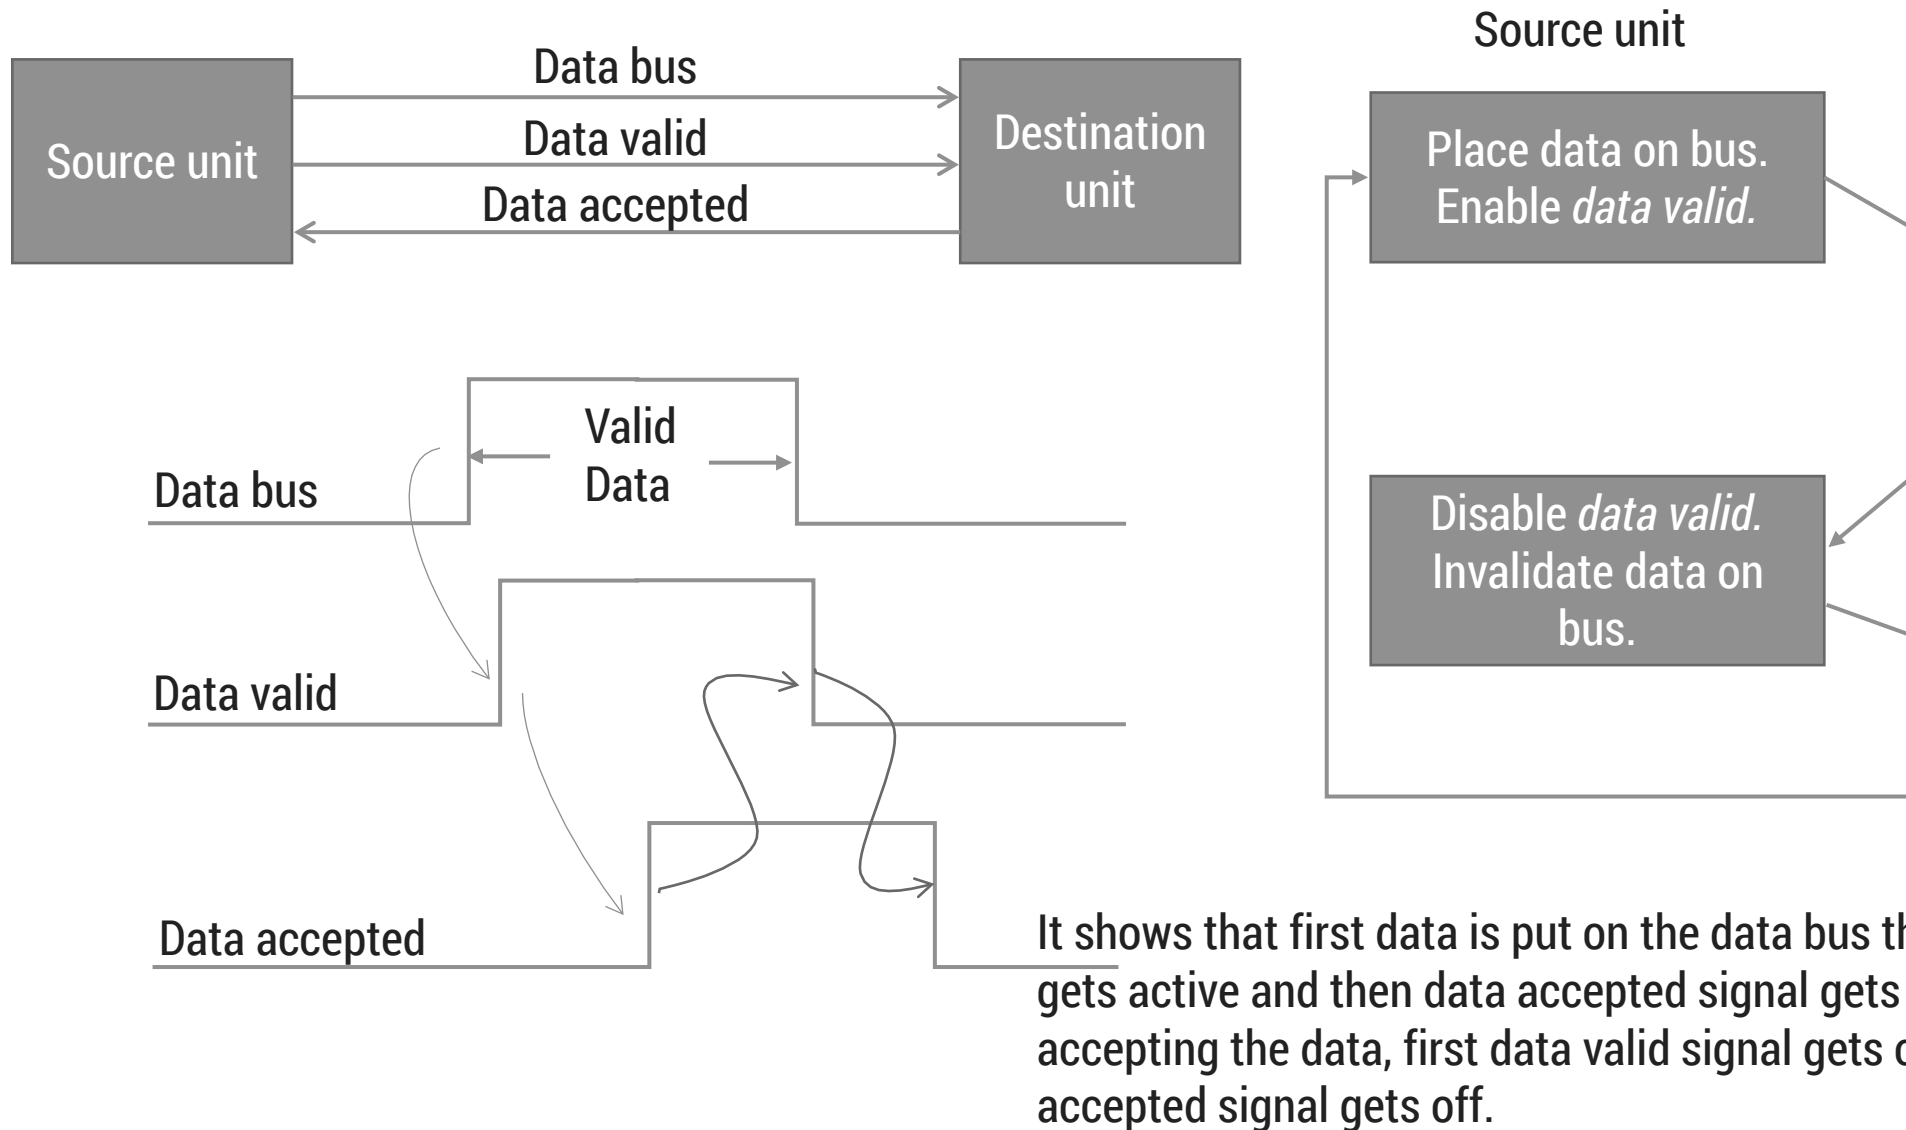 Source unit
Data bus
Data valid
Data accepted
Destination
unit
Source unit
Place data on bus.
Enable data valid.
Disable data valid.
Invalidate data on
bus.
Valid
Data
Data bus
Data valid
Data accepted
It shows that first data is put on the data bus
gets active and then data accepted signal gets
accepting the data, first data valid signal gets
accepted signal gets off.